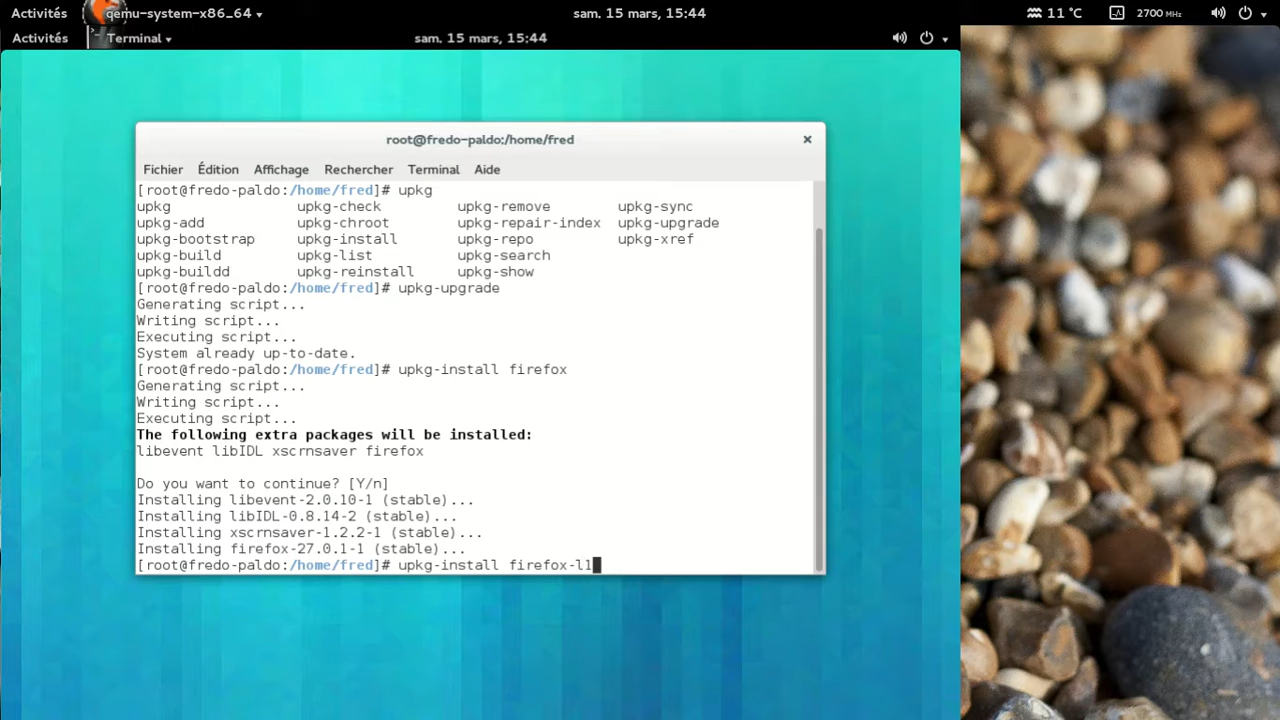 Activités qemu-system-x86_64 sam. 15 mars, 15:44 11 °C 2700 MHz
Activités Terminal sam. 15 mars, 15:44
root@fredo-paldo:/home/fred
Fichier Édition Affichage Rechercher Terminal Aide
[root@fredo-paldo:/home/fred]# upkg
upkg upkg-check upkg-remove upkg-sync
upkg-add upkg-chroot upkg-repair-index upkg-upgrade
upkg-bootstrap upkg-install upkg-repo upkg-xref
upkg-build upkg-list upkg-search
upkg-buildd upkg-reinstall upkg-show
[root@fredo-paldo:/home/fred]# upkg-upgrade
Generating script...
Writing script...
Executing script...
System already up-to-date.
[root@fredo-paldo:/home/fred]# upkg-install firefox
Generating script...
Writing script...
Executing script...
The following extra packages will be installed:
libevent libIDL xscrnsaver firefox
Do you want to continue? [Y/n]
Installing libevent-2.0.10-1 (stable)...
Installing libIDL-0.8.14-2 (stable)...
Installing xscrnsaver-1.2.2-1 (stable)...
Installing firefox-27.0.1-1 (stable)...
[root@fredo-paldo:/home/fred]# upkg-install firefox-l1